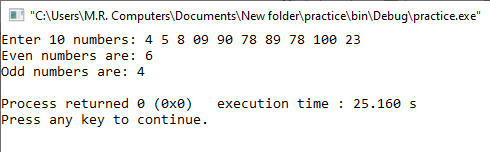 "C:\Users\M.R. Computers\Documents\New folder\practice\bin\Debug\practice.exe"
Enter 10 numbers: 4 5 8 09 90 78 89 78 100 23
Even numbers are: 6
Odd numbers are: 4
Process returned 0 (0x0)   execution time : 25.160 s
Press any key to continue.